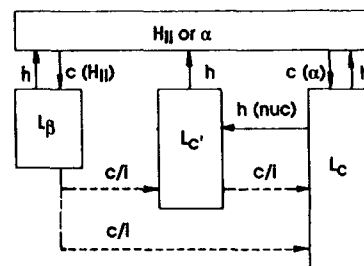 H_II or α
h
c (H_II)
h
c (α)
h
L_β
L_C'
L_C
h (nuc)
c/l
c/l
c/l